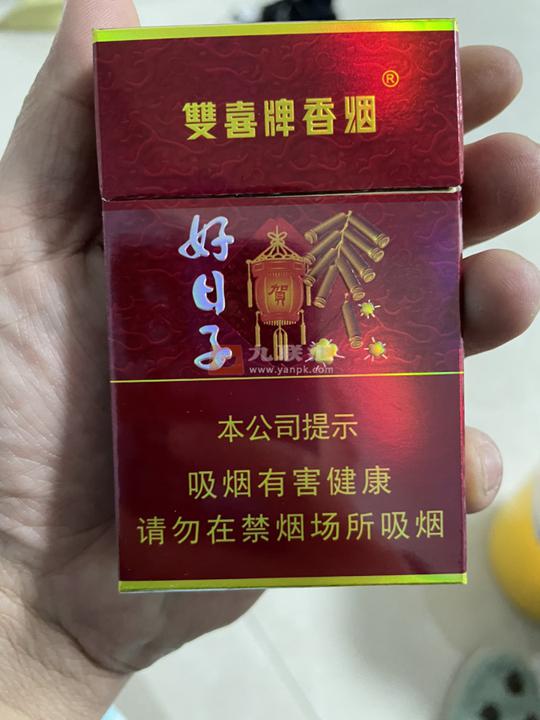 雙喜牌香烟®
好日子
賀
九联
www.yanpk.com
本公司提示
吸烟有害健康
请勿在禁烟场所吸烟